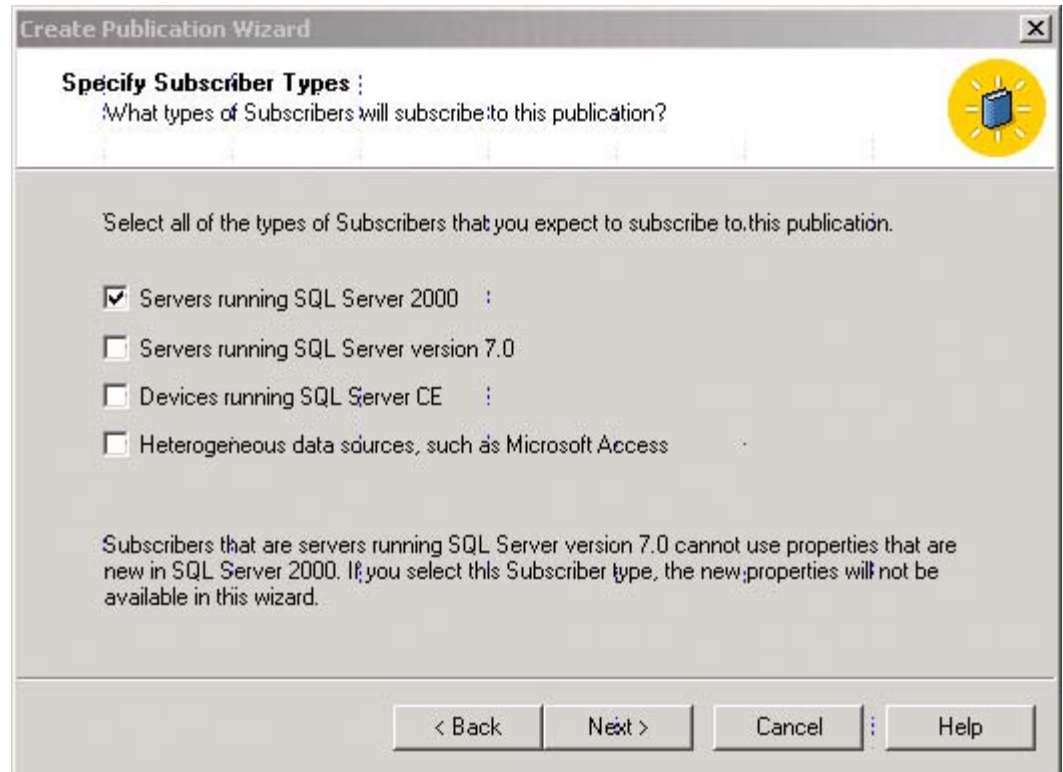 Create Publication Wizard
Specify Subscriber Types
What types of Subscribers will subscribe to this publication?
Select all of the types of Subscribers that you expect to subscribe to this publication.
Servers running SQL Server 2000
Servers running SQL Server version 7.0
Devices running SQL Server CE
Heterogeneous data sources, such as Microsoft Access
Subscribers that are servers running SQL Server version 7.0 cannot use properties that are
new in SQL Server 2000. If you select this Subscriber type, the new properties will not be
available in this wizard.
< Back Next > Cancel Help